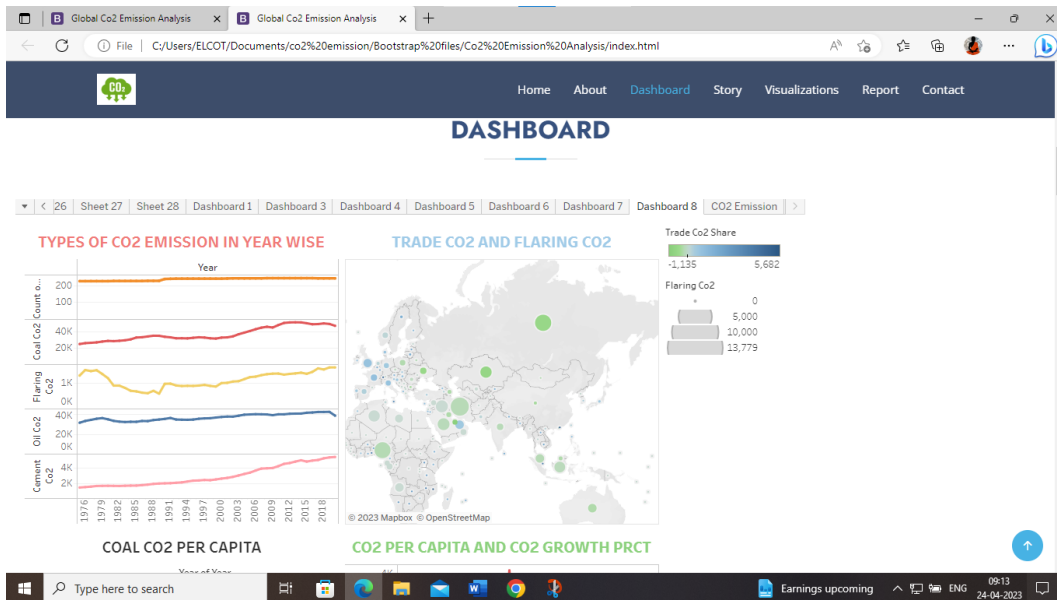 Global Co2 Emission Analysis
Global Co2 Emission Analysis
File C:/Users/ELCOT/Documents/co2%20emission/Bootstrap%20files/Co2%20Emission%20Analysis/index.html
CO2
Home About Dashboard Story Visualizations Report Contact
DASHBOARD
26 Sheet 27 Sheet 28 Dashboard 1 Dashboard 3 Dashboard 4 Dashboard 5 Dashboard 6 Dashboard 7 Dashboard 8 CO2 Emission
TYPES OF CO2 EMISSION IN YEAR WISE
Year
Count o...
200
100
Coal Co2
40K
20K
Flaring Co2
1K
0K
Oil Co2
40K
20K
0K
Cement Co2
4K
2K
1976 1979 1982 1985 1988 1991 1994 1997 2000 2003 2006 2009 2012 2015 2018
TRADE CO2 AND FLARING CO2
© 2023 Mapbox © OpenStreetMap
Trade Co2 Share
-1,135 5,682
Flaring Co2
0
5,000
10,000
13,779
COAL CO2 PER CAPITA
Year of Year
CO2 PER CAPITA AND CO2 GROWTH PRCT
4K
Type here to search
Earnings upcoming
ENG
09:13
24-04-2023